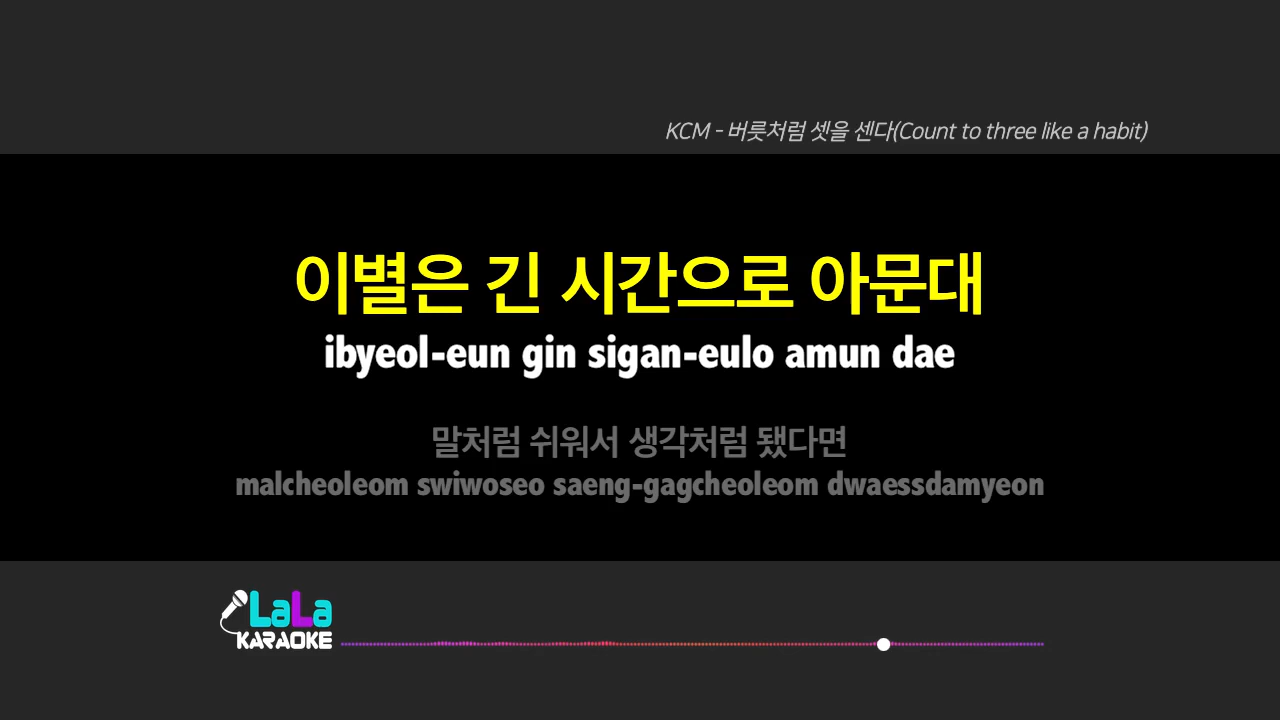 KCM - 버릇처럼 셋을 센다(Count to three like a habit)
이별은 긴 시간으로 아문대
ibyeol-eun gin sigan-eulo amun dae
말처럼 쉬워서 생각처럼 됐다면
malcheoleom swiwoseo saeng-gagcheoleom dwaessdamyeon
LaLa
KARAOKE